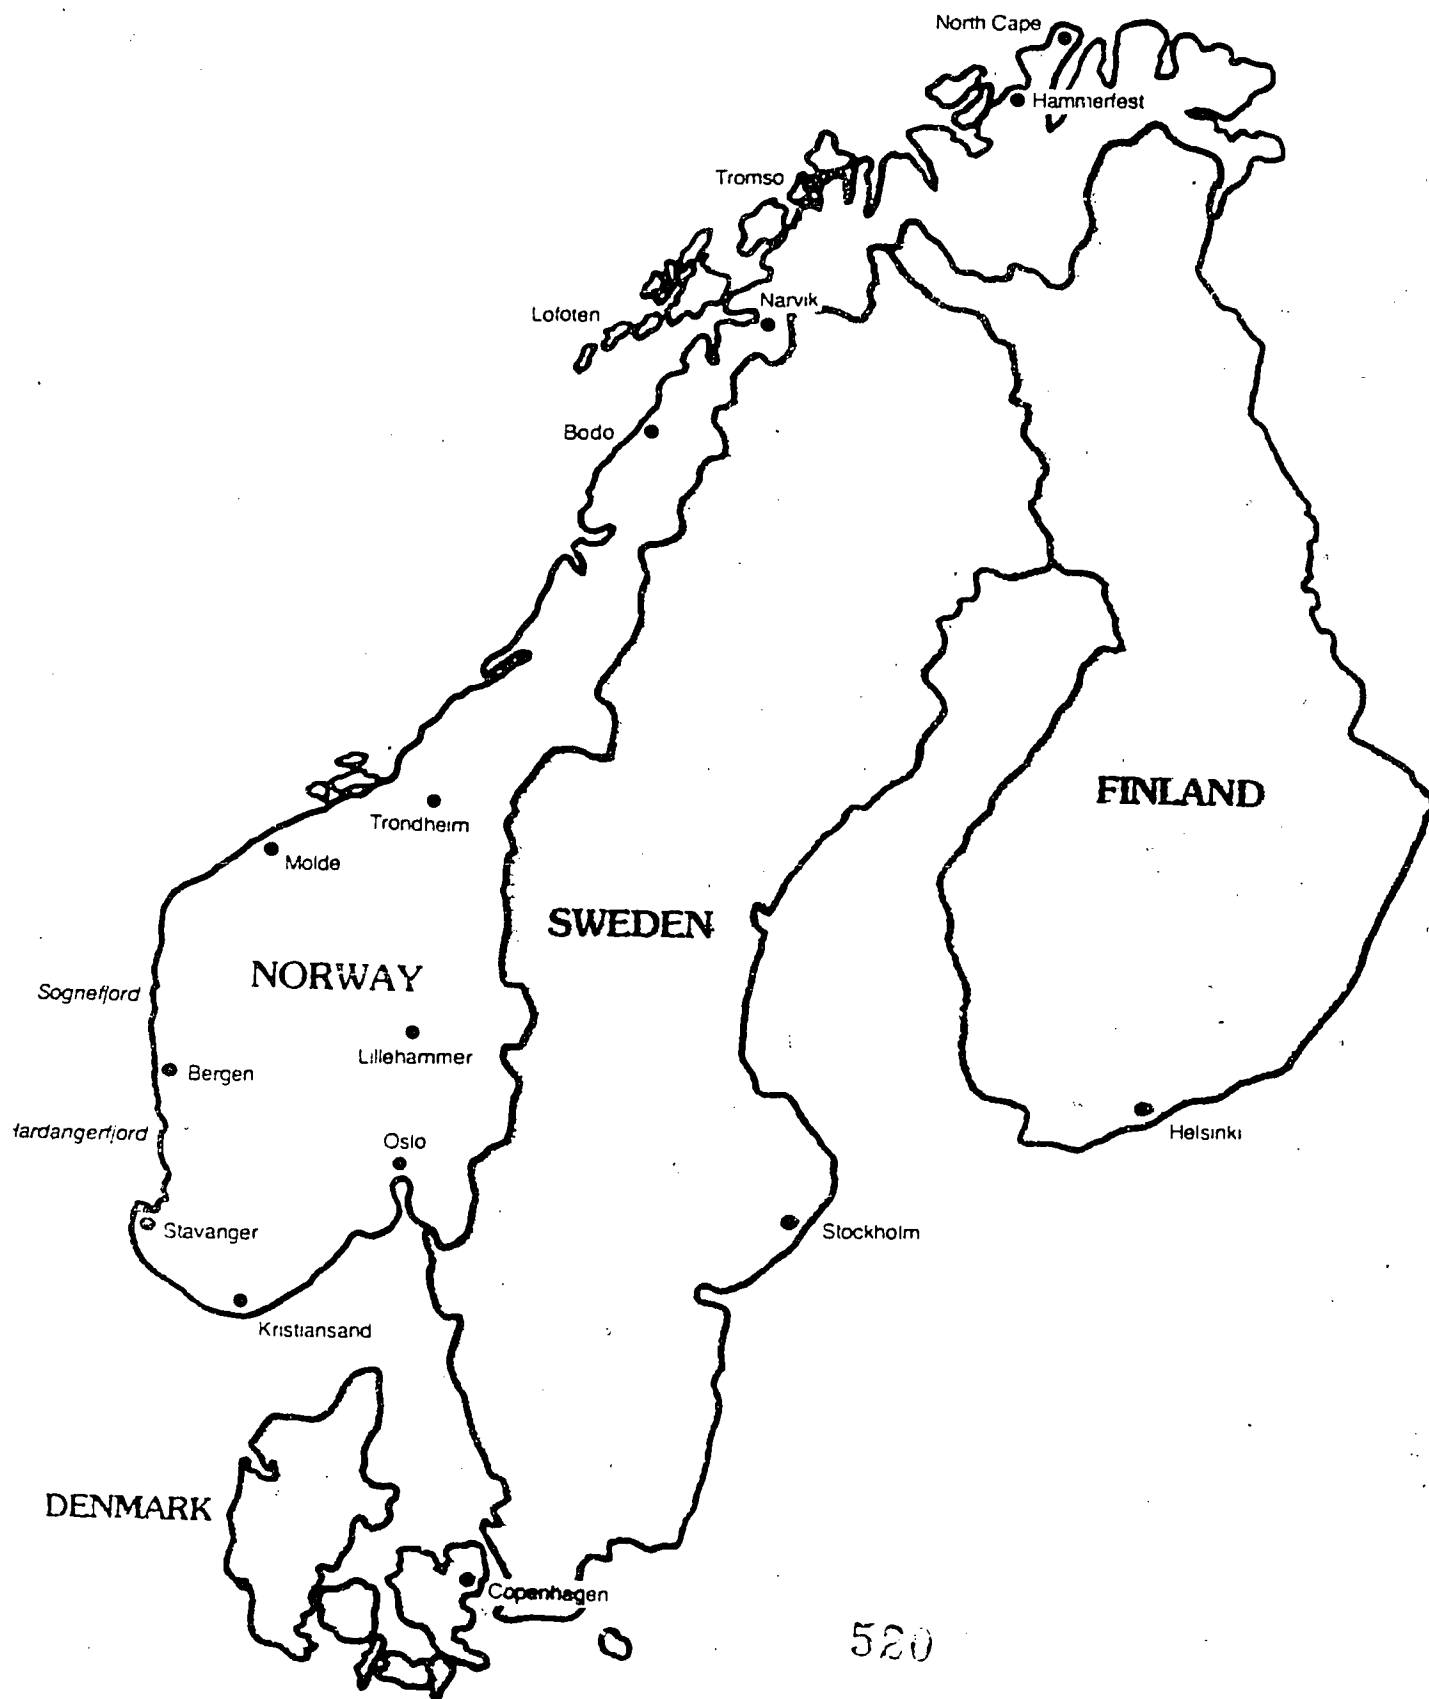 North Cape
Hammerfest
Tromso
Narvik
Lofoten
Bodo
FINLAND
Trondheim
Molde
SWEDEN
NORWAY
Sognefjord
Lillehammer
Bergen
Helsinki
ardangerfjord
Oslo
Stavanger
Stockholm
Kristiansand
DENMARK
Copenhagen
520